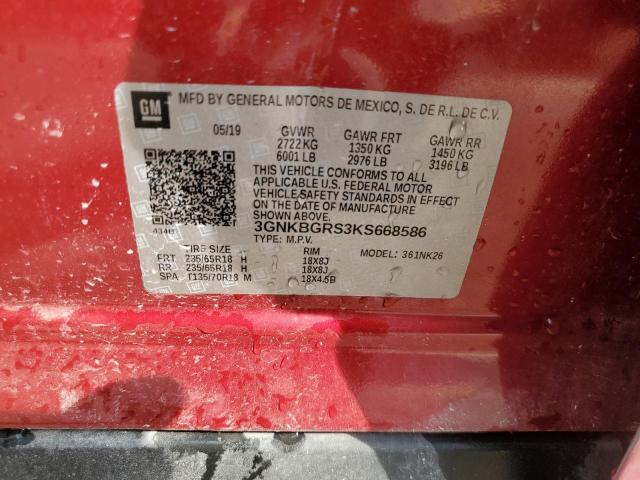 GM MFD BY GENERAL MOTORS DE MEXICO, S. DE R.L. DE C.V.
05/19 GVWR GAWR FRT GAWR RR
2722 KG 1350 KG 1450 KG
6001 LB 2976 LB 3196 LB
THIS VEHICLE CONFORMS TO ALL
APPLICABLE U.S. FEDERAL MOTOR
VEHICLE SAFETY STANDARDS IN EFFECT
ON THE DATE OF MANUFACTURE
SHOWN ABOVE.
3GNKBGRS3KS668586
TYPE: M.P.V. MODEL: 361NK26
TIRE SIZE RIM
FRT 235/65R18 H 18X8J
RR 235/65R18 H 18X8J
SPA T135/70R18 M 18X4.5B